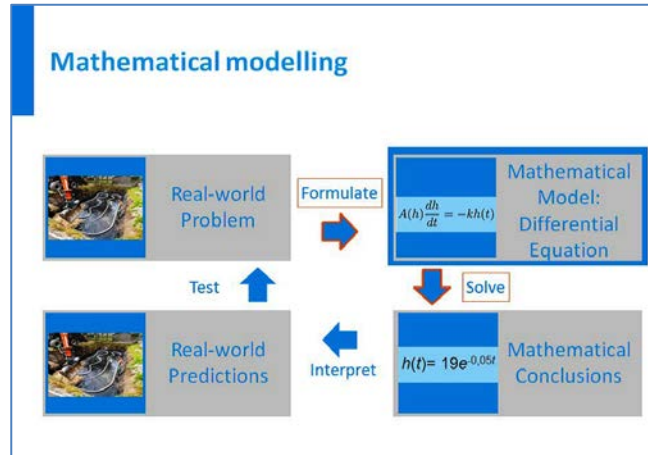 Mathematical modelling
Real-world
Problem
Formulate
A(h) dh/dt = -kh(t)
Mathematical
Model:
Differential
Equation
Test
Solve
Real-world
Predictions
Interpret
h(t)= 19e^-0,05t
Mathematical
Conclusions